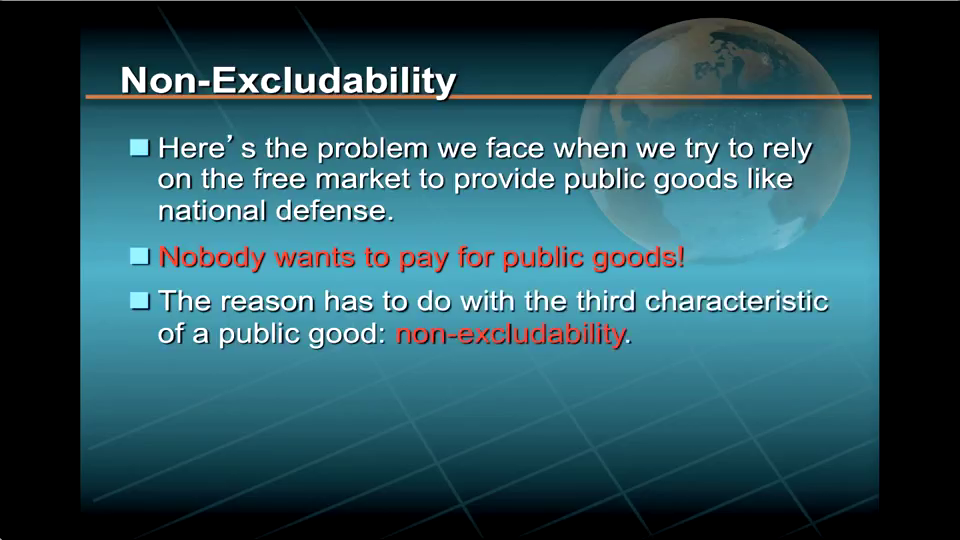 Non-Excludability
Here’s the problem we face when we try to rely
on the free market to provide public goods like
national defense.
Nobody wants to pay for public goods!
The reason has to do with the third characteristic
of a public good: non-excludability.